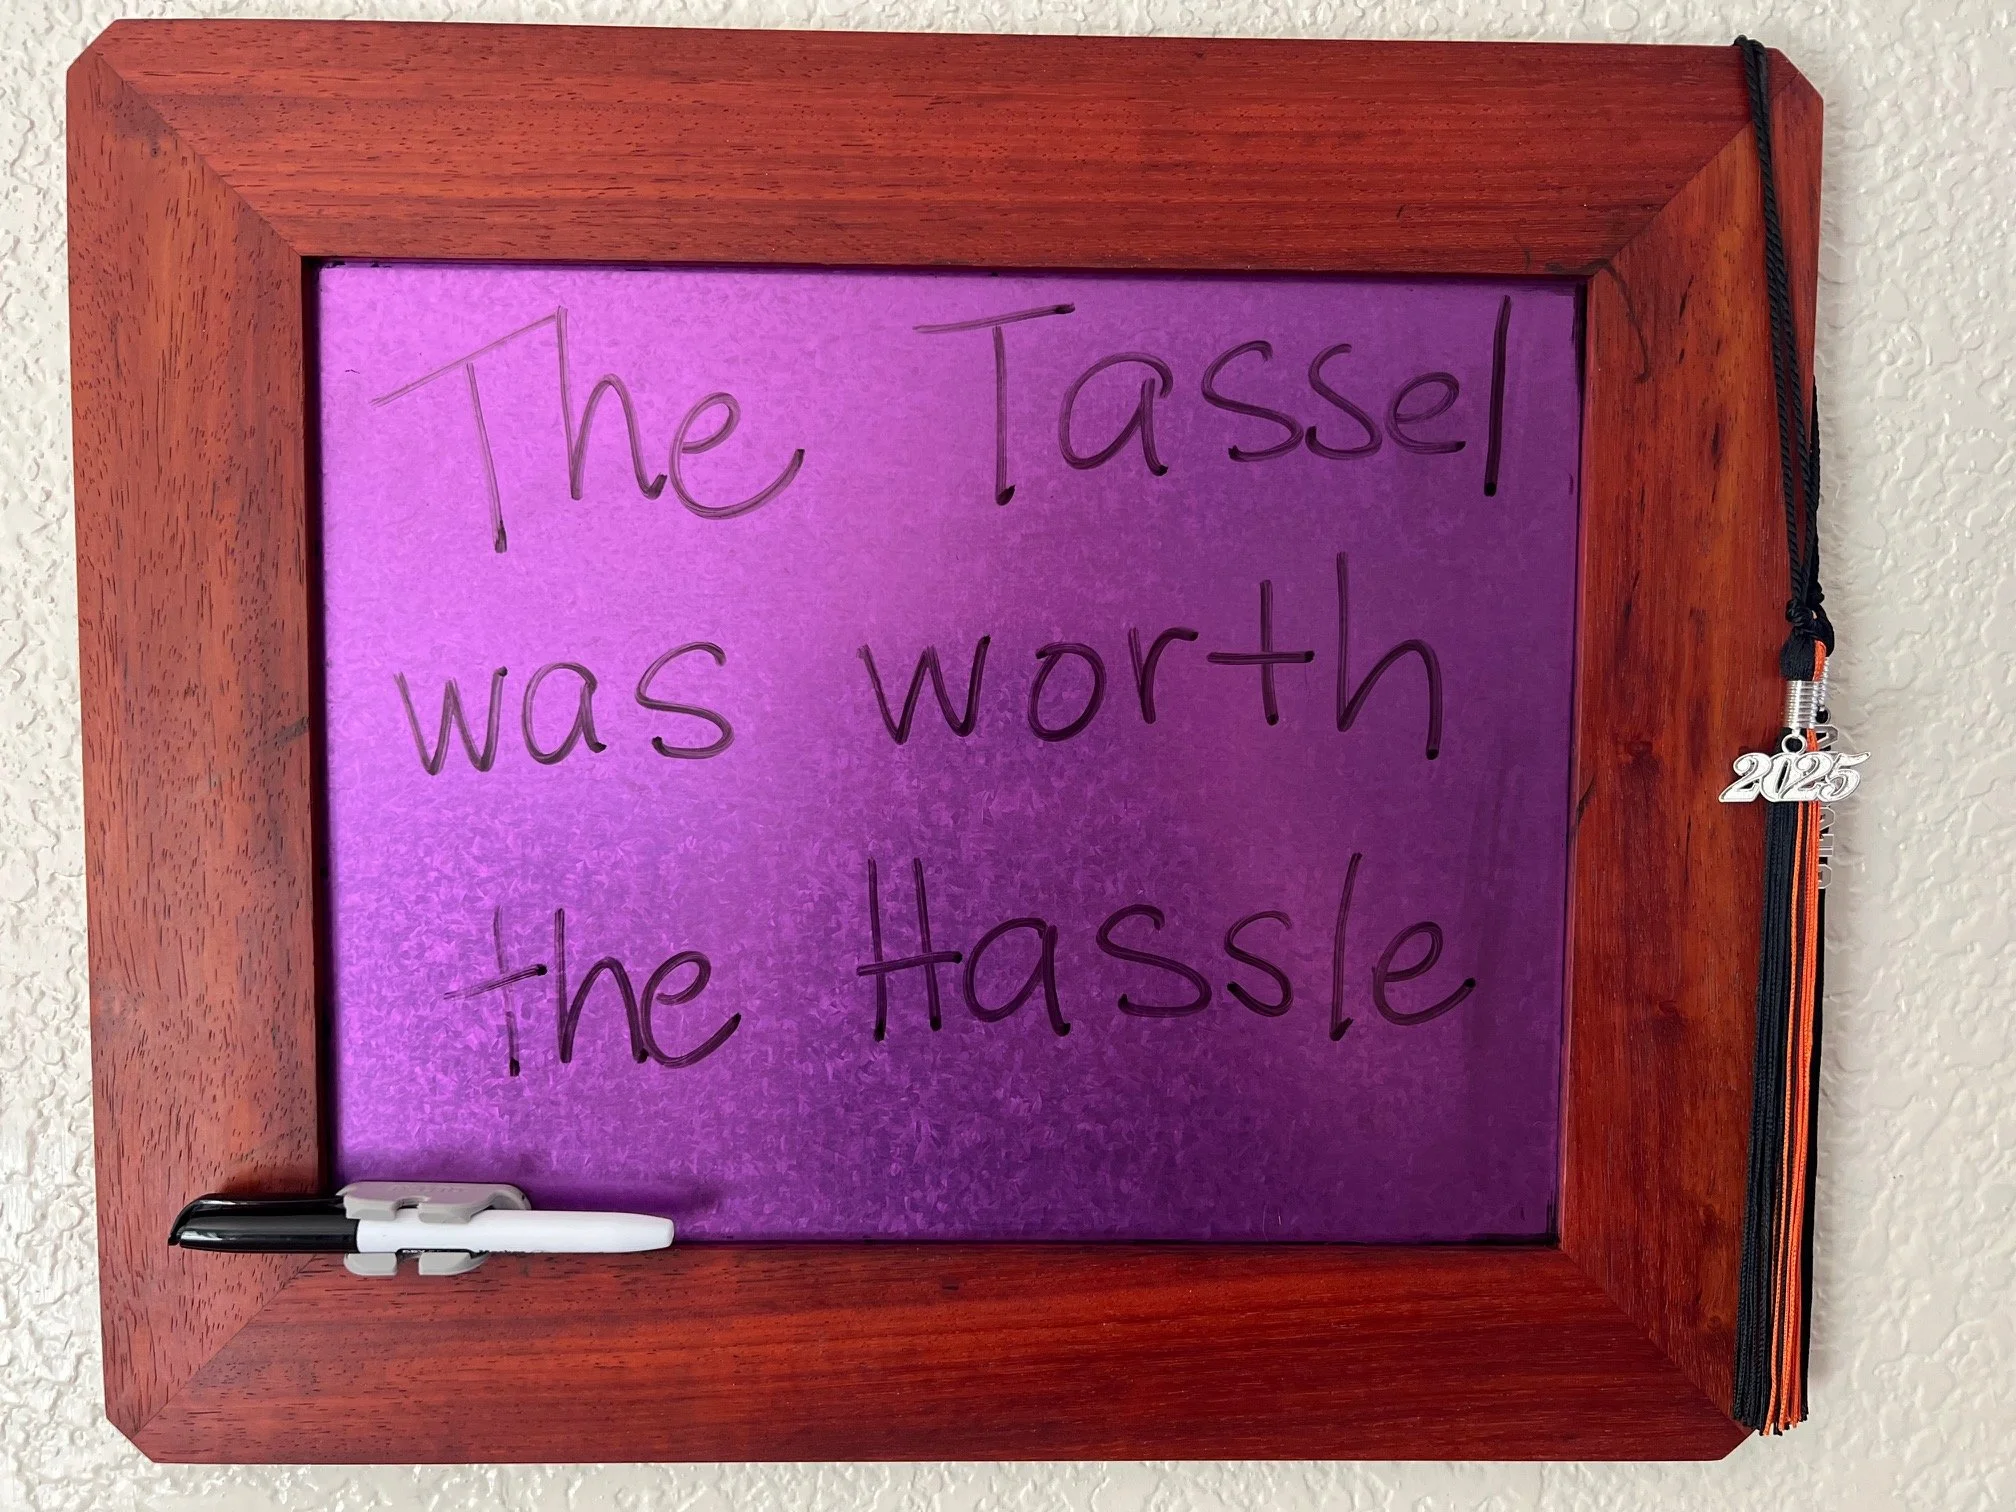 The Tassel
was worth
the Hassle
2025